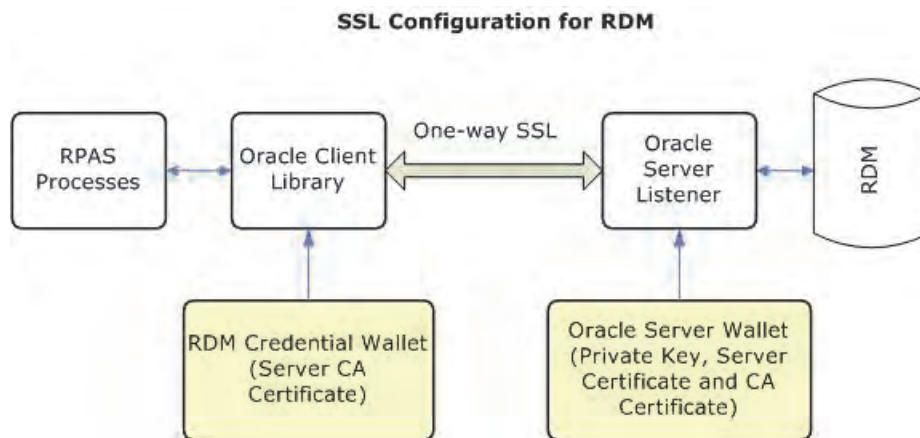 SSL Configuration for RDM
RPAS
Processes
Oracle Client
Library
One-way SSL
Oracle
Server
Listener
RDM
RDM Credential Wallet
(Server CA
Certificate)
Oracle Server Wallet
(Private Key, Server
Certificate and CA
Certificate)